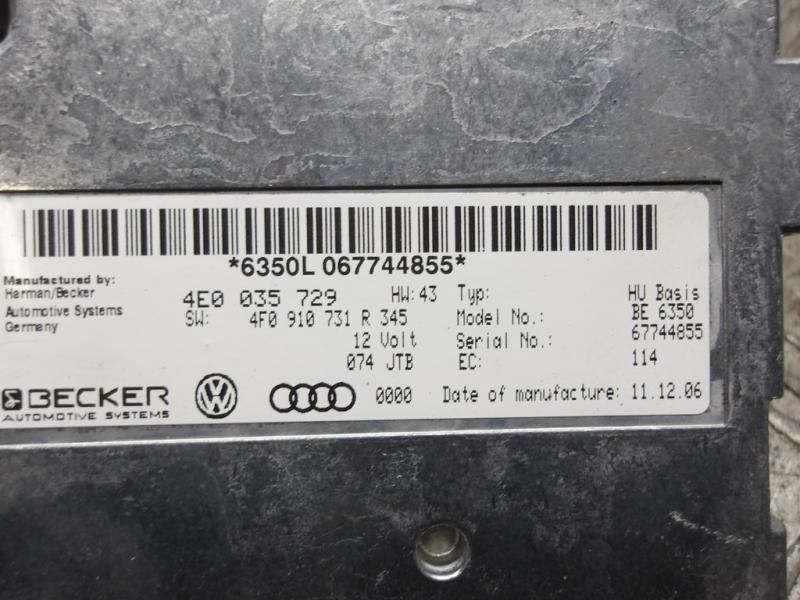 *6350L 067744855*
Manufactured by:
Harman/Becker
Automotive Systems
Germany
4E0 035 729 HW: 43
SW: 4F0 910 731 R 345
12 Volt
074 JTB
Typ: HU Basis
Model No.: BE 6350
Serial No.: 67744855
EC: 114
BECKER
AUTOMOTIVE SYSTEMS
0000
Date of manufacture: 11.12.06